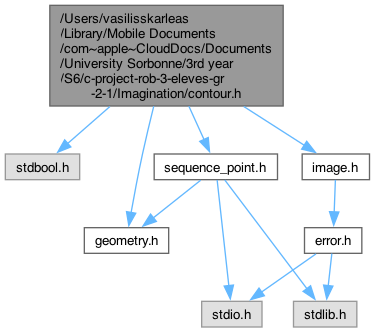 /Users/vasilisskarleas
/Library/Mobile Documents
/com~apple~CloudDocs/Documents
/University Sorbonne/3rd year
/S6/c-project-rob-3-eleves-gr
-2-1/Imagination/contour.h
stdbool.h
sequence_point.h
image.h
geometry.h
error.h
stdio.h
stdlib.h